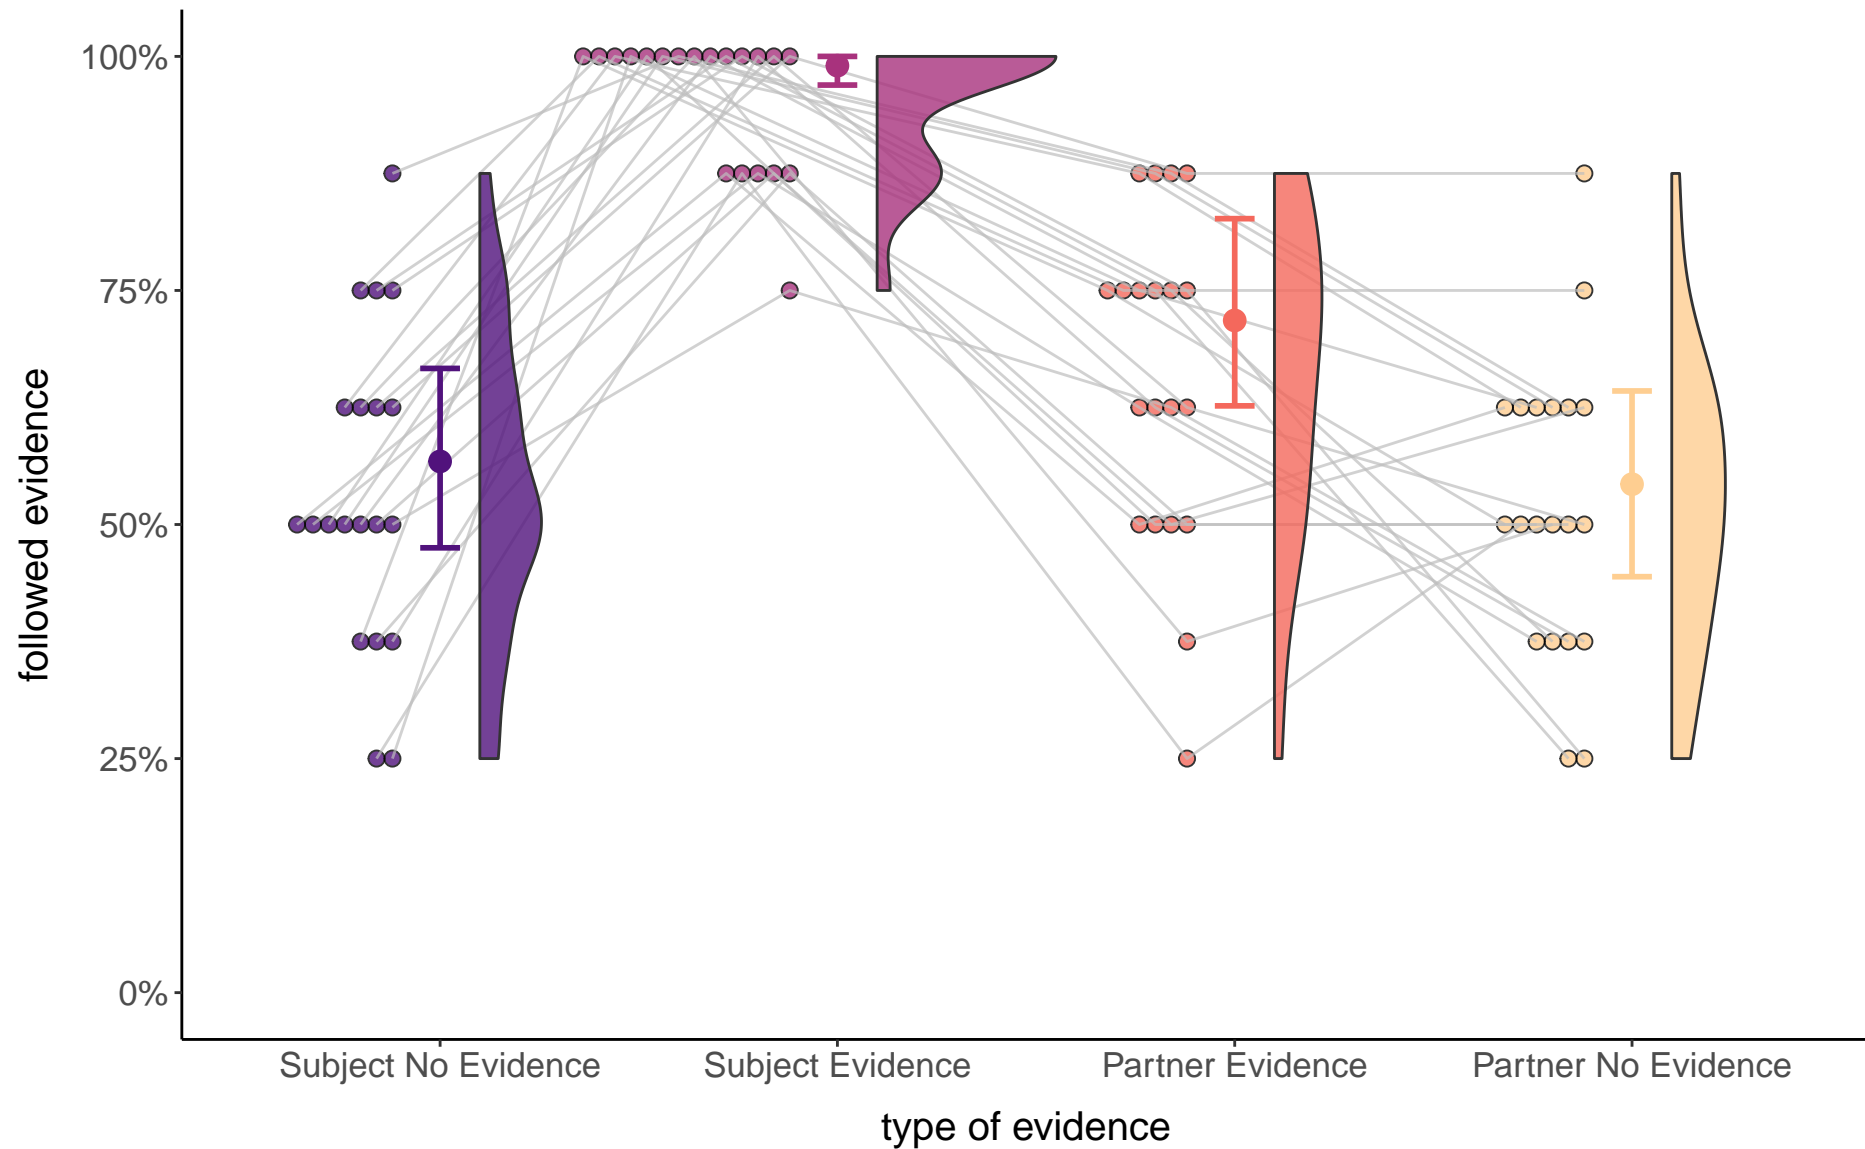 followed evidence
100%
75%
50%
25%
0%
Subject No Evidence
Subject Evidence
Partner Evidence
Partner No Evidence
type of evidence